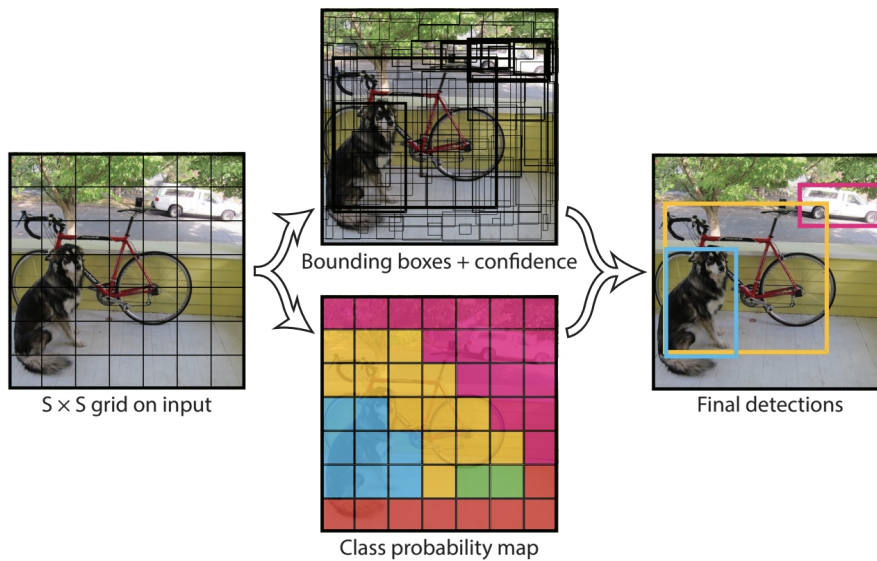 S × S grid on input
Bounding boxes + confidence
Class probability map
Final detections